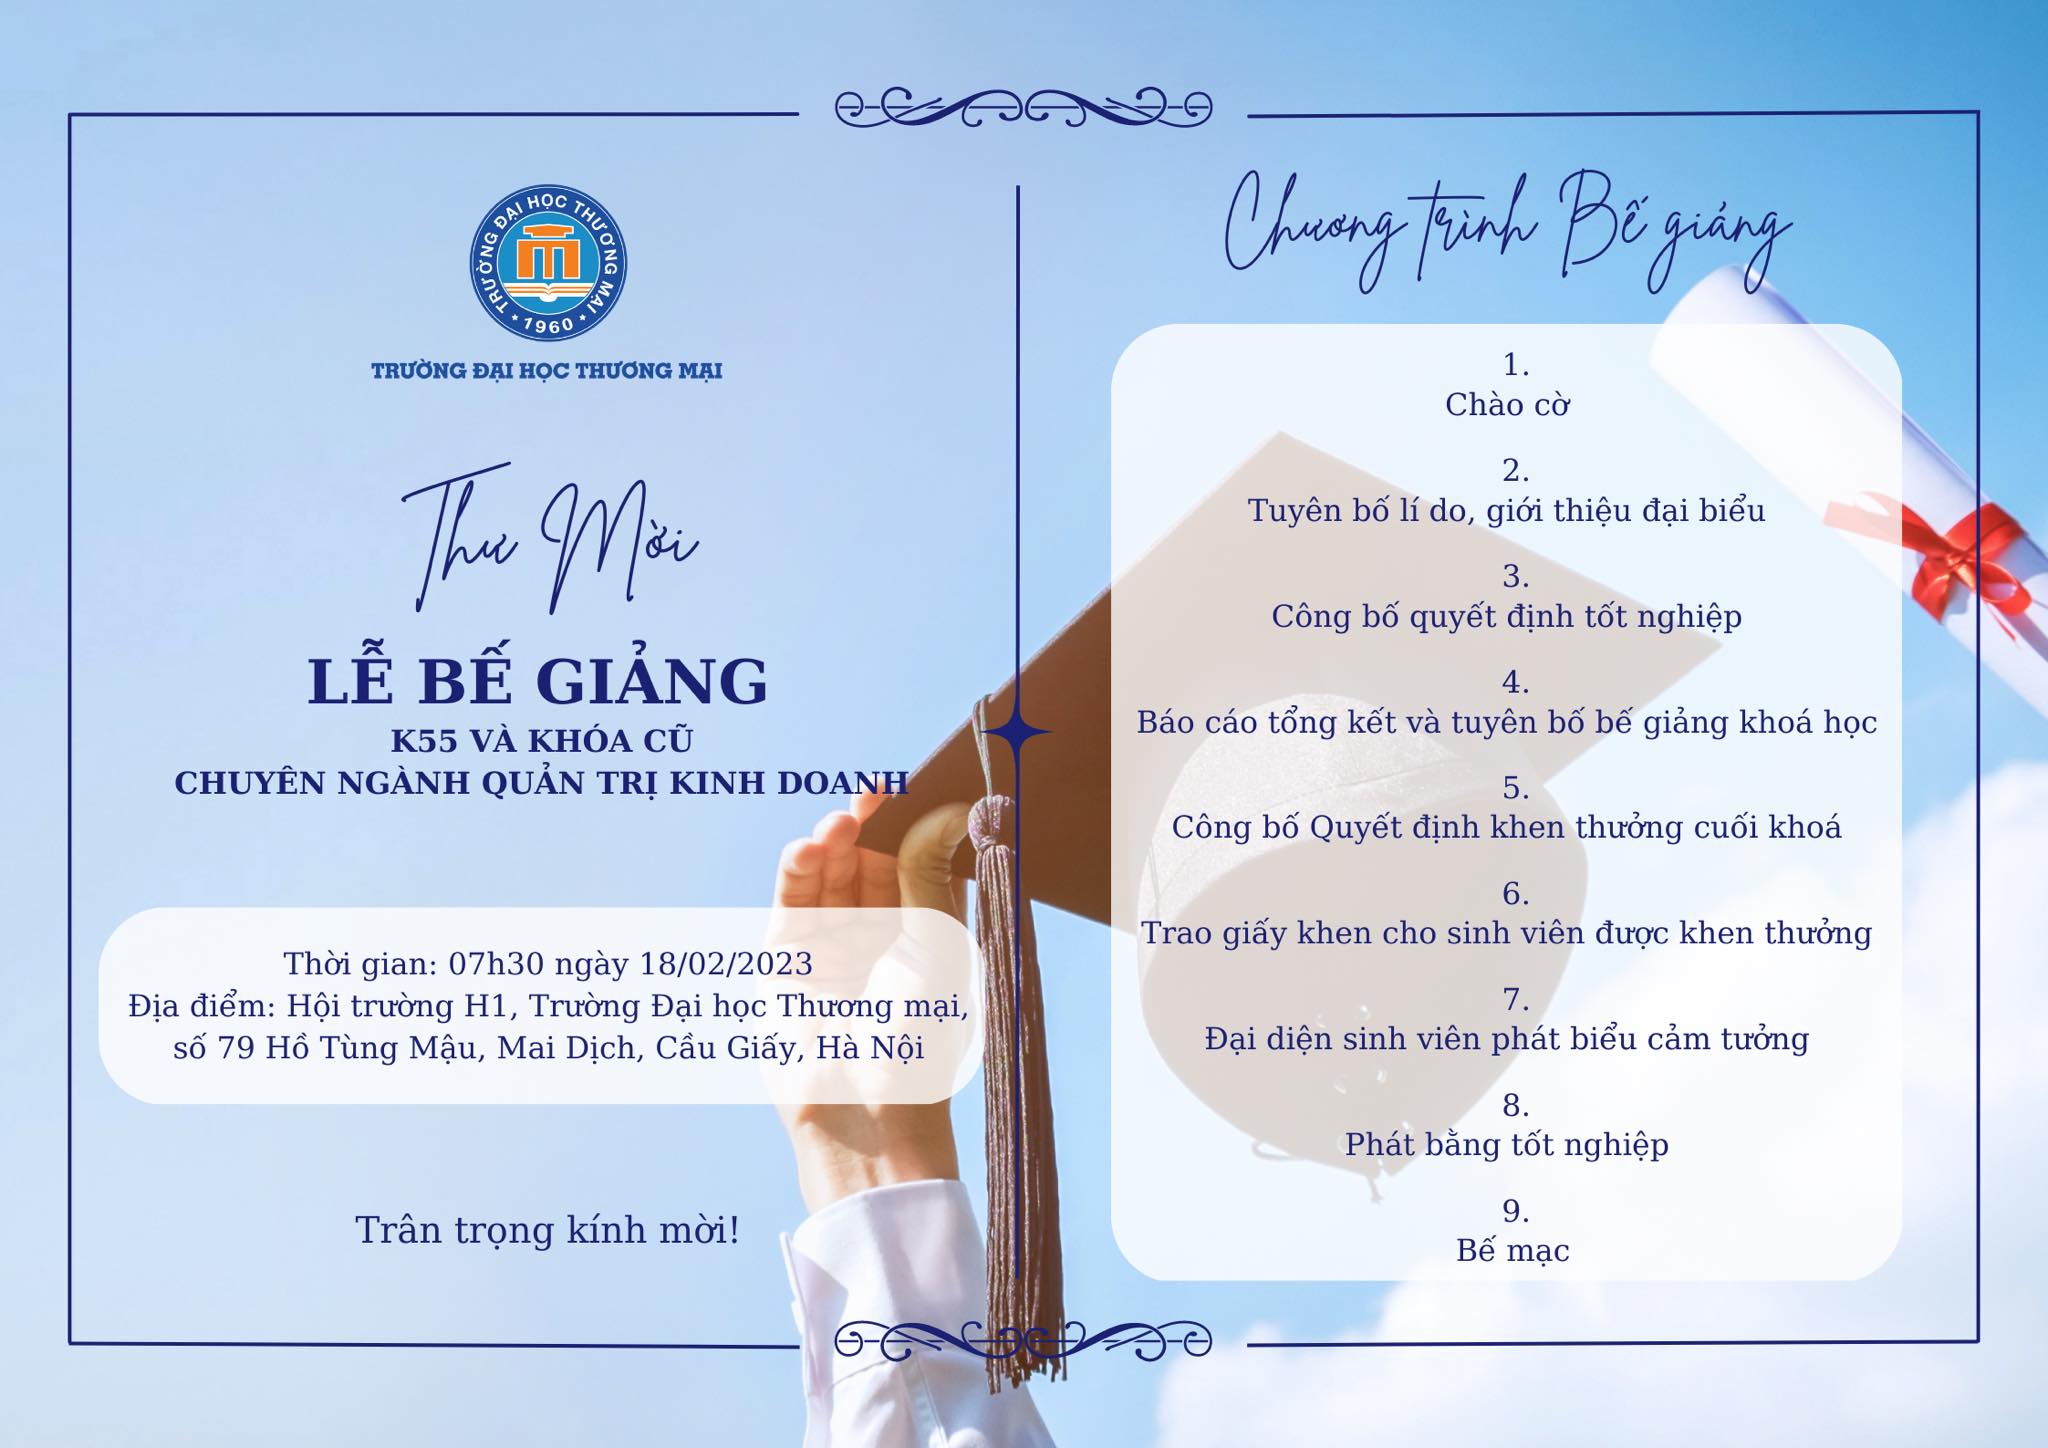 TRƯỜNG ĐẠI HỌC THƯƠNG MẠI
1960
TRƯỜNG ĐẠI HỌC THƯƠNG MẠI
Thư Mời
LỄ BẾ GIẢNG
K55 VÀ KHÓA CŨ
CHUYÊN NGÀNH QUẢN TRỊ KINH DOANH
Thời gian: 07h30 ngày 18/02/2023
Địa điểm: Hội trường H1, Trường Đại học Thương mại,
số 79 Hồ Tùng Mậu, Mai Dịch, Cầu Giấy, Hà Nội
Trân trọng kính mời!
Chương trình Bế giảng
1.
Chào cờ
2.
Tuyên bố lí do, giới thiệu đại biểu
3.
Công bố quyết định tốt nghiệp
4.
Báo cáo tổng kết và tuyên bố bế giảng khoá học
5.
Công bố Quyết định khen thưởng cuối khoá
6.
Trao giấy khen cho sinh viên được khen thưởng
7.
Đại diện sinh viên phát biểu cảm tưởng
8.
Phát bằng tốt nghiệp
9.
Bế mạc